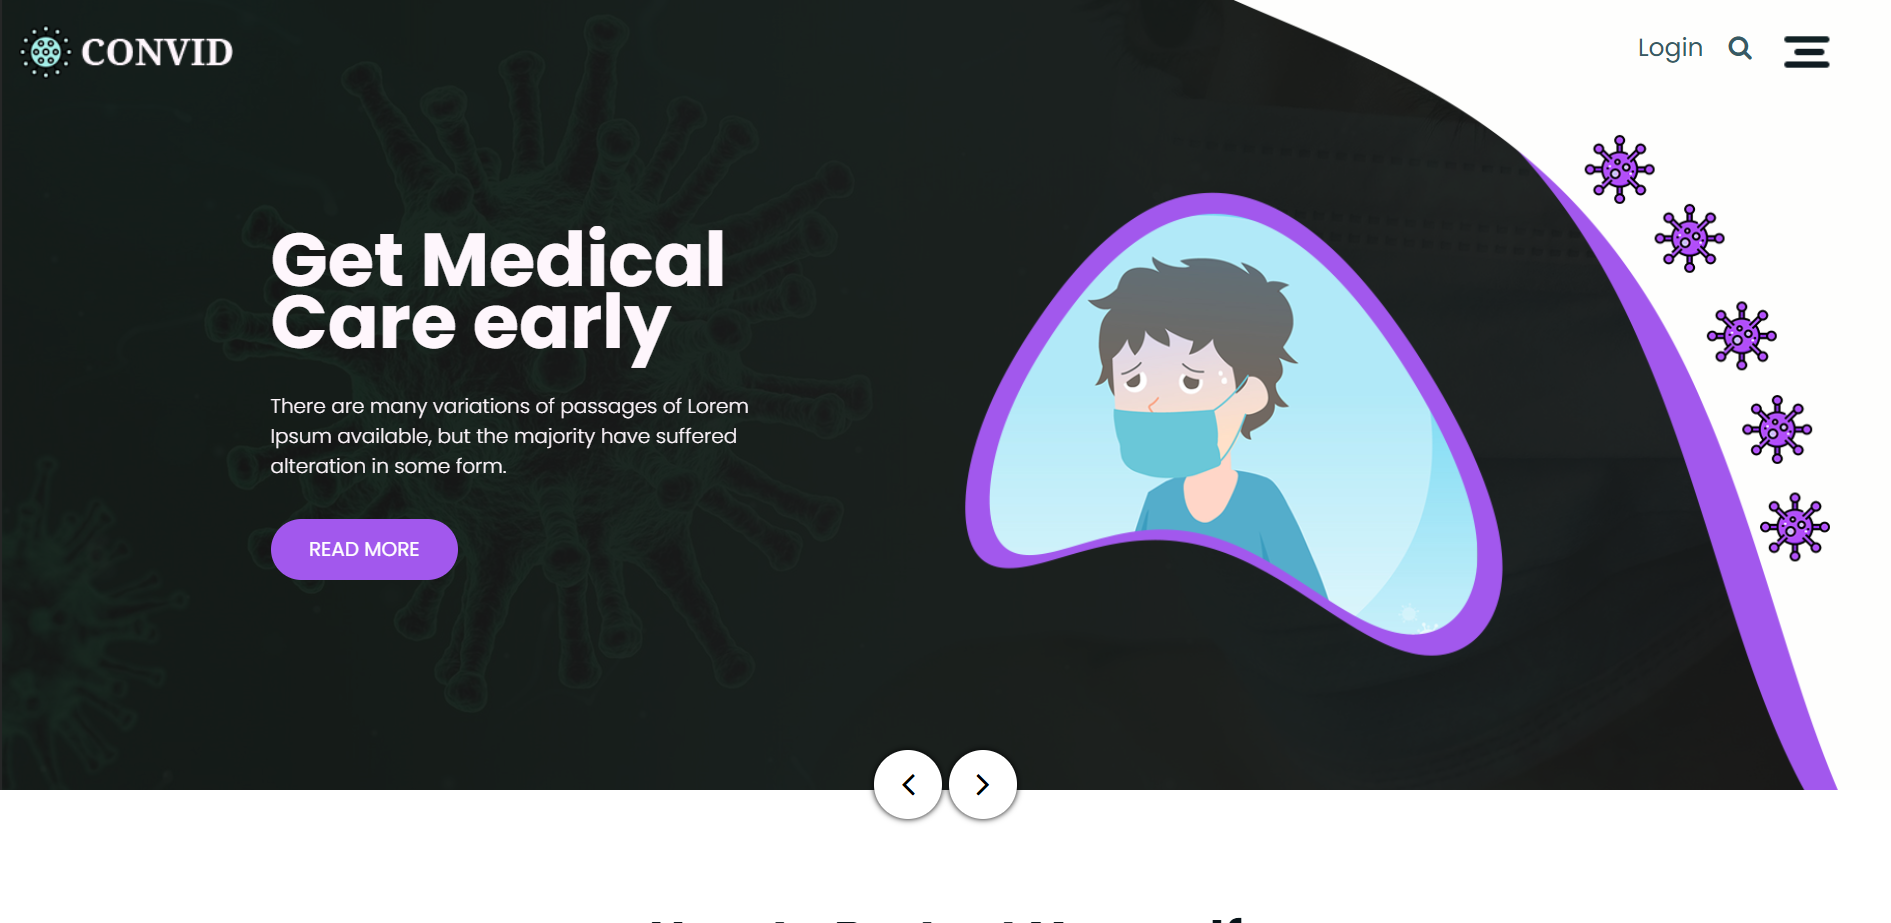 CONVID
Login
Get Medical
Care early
There are many variations of passages of Lorem
Ipsum available, but the majority have suffered
alteration in some form.
READ MORE